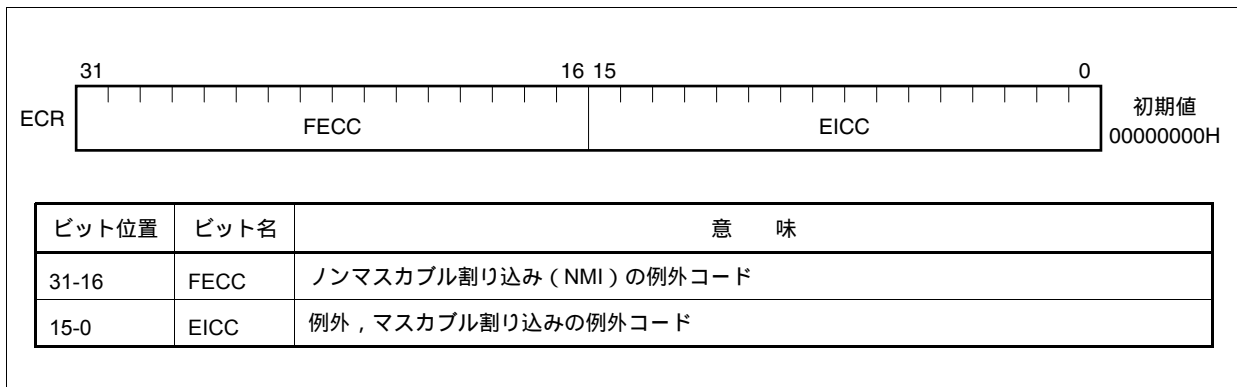 31 16 15 0
ECR FECC EICC 初期値
00000000H
ビット位置 ビット名 意　　味
31-16 FECC ノンマスカブル割り込み（NMI）の例外コード
15-0 EICC 例外，マスカブル割り込みの例外コード